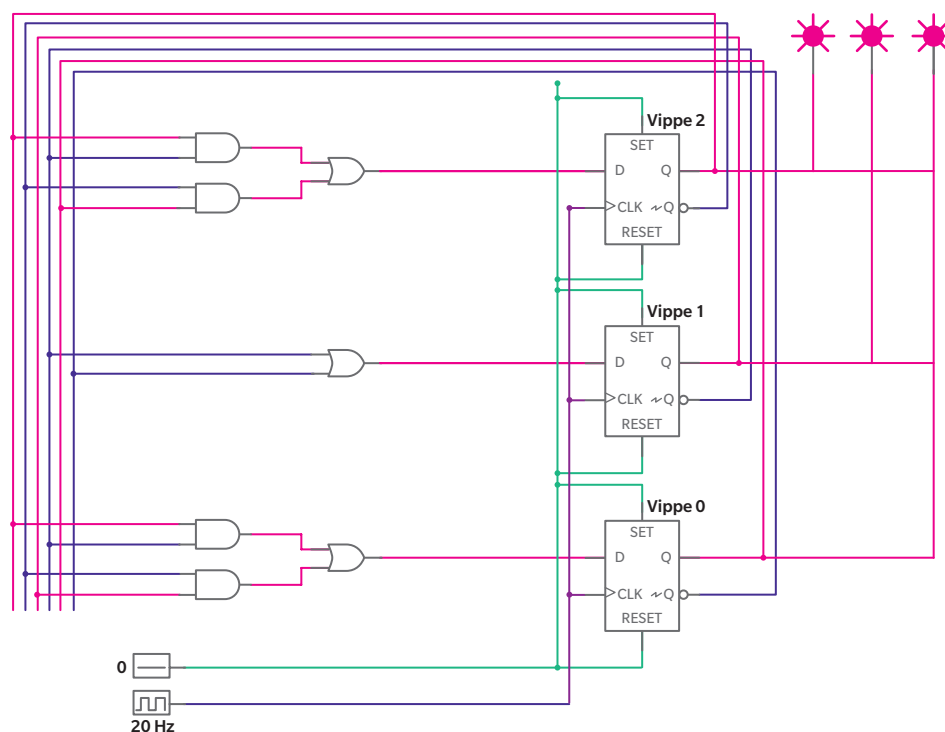 Vippe 2
SET
D Q
CLK Q
RESET
Vippe 1
SET
D Q
CLK Q
RESET
Vippe 0
SET
D Q
CLK Q
RESET
0
20 Hz